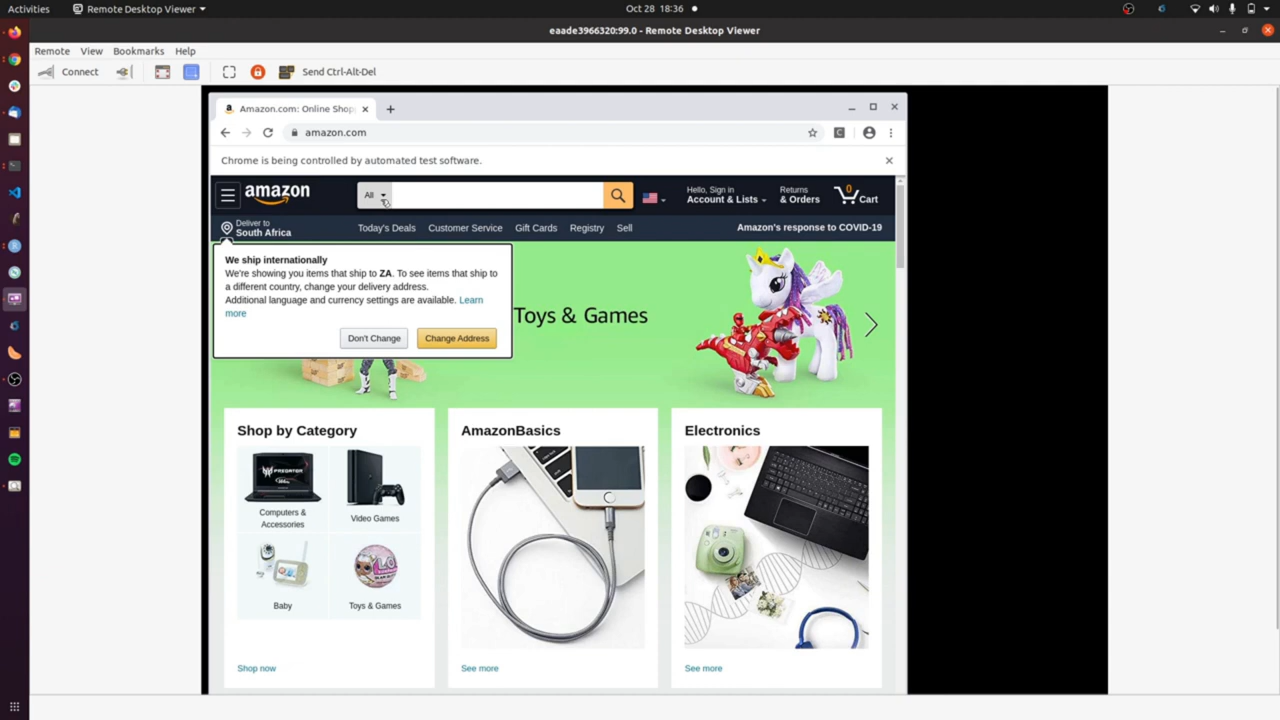 Activities
Remote Desktop Viewer
Oct 28 18:36
eaade3966320:99.0 - Remote Desktop Viewer
Remote View Bookmarks Help
Connect
Send Ctrl-Alt-Del
Amazon.com: Online Shop
amazon.com
Chrome is being controlled by automated test software.
amazon
All
Hello, Sign in
Account & Lists
Returns
& Orders
0
Cart
Deliver to
South Africa
Today's Deals Customer Service Gift Cards Registry Sell
Amazon's response to COVID-19
We ship internationally
We're showing you items that ship to ZA. To see items that ship to
a different country, change your delivery address.
Additional language and currency settings are available. Learn
more
Don't Change
Change Address
Toys & Games
Shop by Category
PREDATOR
Computers &
Accessories
Video Games
Baby
Toys & Games
Shop now
AmazonBasics
See more
Electronics
See more